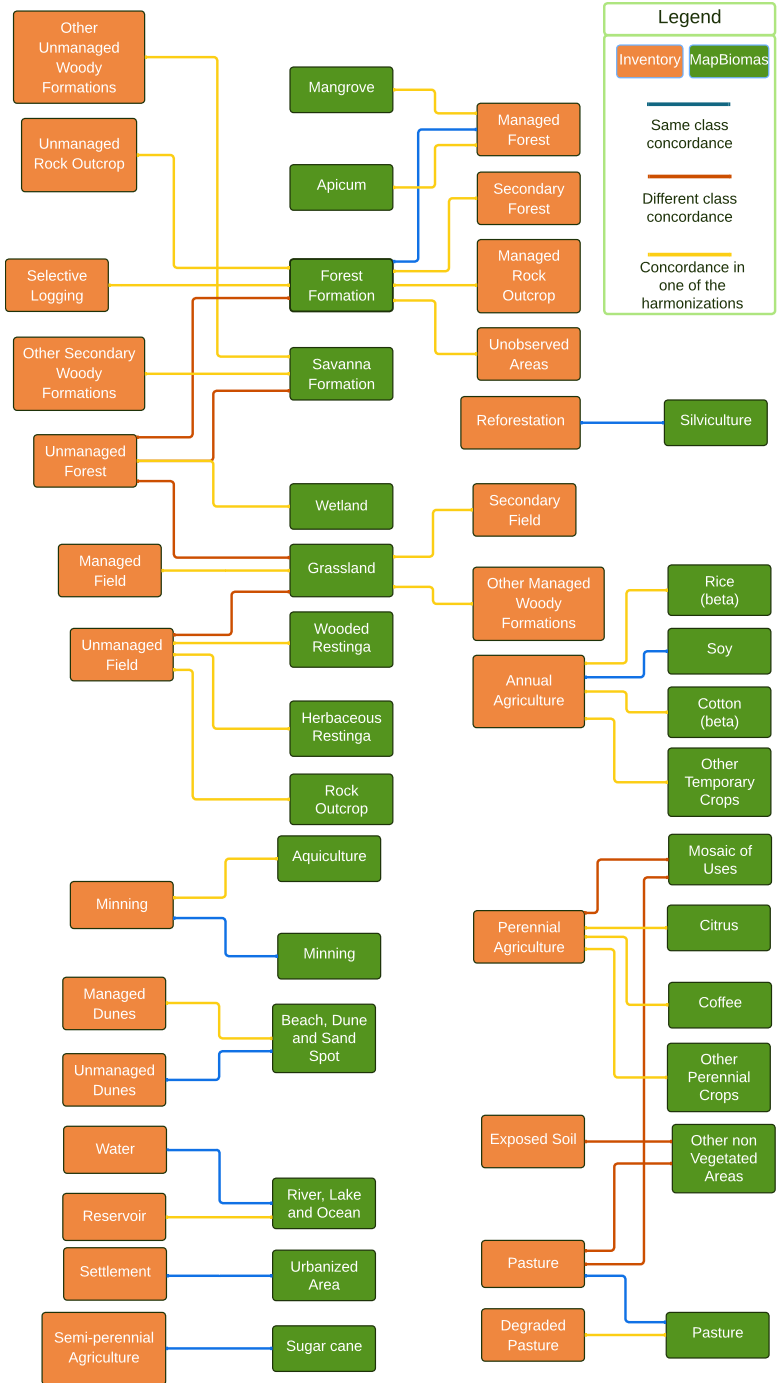 Legend
Inventory
MapBiomas
Same class
concordance
Different class
concordance
Concordance in
one of the
harmonizations
Other
Unmanaged
Woody
Formations
Unmanaged
Rock Outcrop
Selective
Logging
Other Secondary
Woody
Formations
Unmanaged
Forest
Managed
Field
Unmanaged
Field
Mangrove
Apicum
Forest
Formation
Savanna
Formation
Wetland
Grassland
Wooded
Restinga
Herbaceous
Restinga
Rock
Outcrop
Managed
Forest
Secondary
Forest
Managed
Rock
Outcrop
Unobserved
Areas
Reforestation
Silviculture
Secondary
Field
Other Managed
Woody
Formations
Annual
Agriculture
Rice
(beta)
Soy
Cotton
(beta)
Other
Temporary
Crops
Minning
Aquiculture
Minning
Managed
Dunes
Unmanaged
Dunes
Beach, Dune
and Sand
Spot
Water
Reservoir
River, Lake
and Ocean
Settlement
Urbanized
Area
Semi-perennial
Agriculture
Sugar cane
Perennial
Agriculture
Mosaic of
Uses
Citrus
Coffee
Other
Perennial
Crops
Exposed Soil
Other non
Vegetated
Areas
Pasture
Degraded
Pasture
Pasture